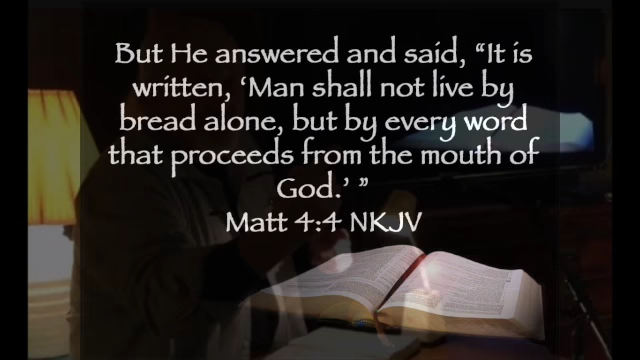 But He answered and said, “It is
written, ‘Man shall not live by
bread alone, but by every word
that proceeds from the mouth of
God.’ ”
Matt 4:4 NKJV